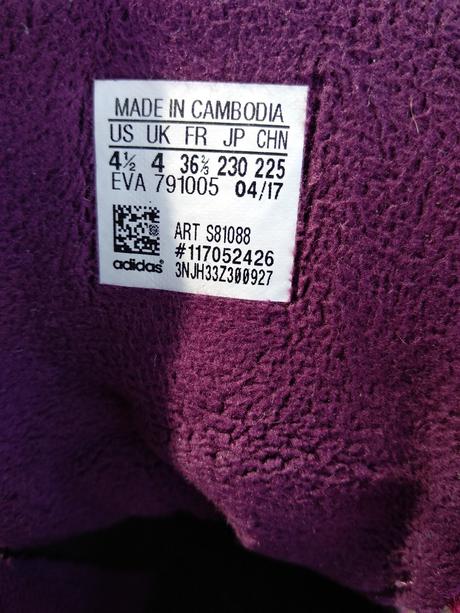 MADE IN CAMBODIA
US UK FR JP CHN
4½ 4 36⅔ 230 225
EVA 791005 04/17
ART S81088
#117052426
adidas® 3NJH33Z300927